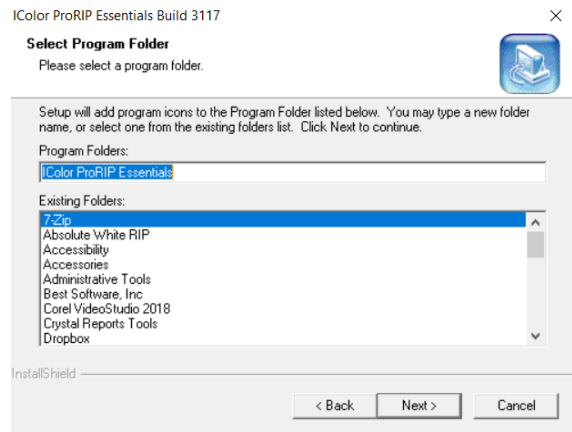 IColor ProRIP Essentials Build 3117
Select Program Folder
Please select a program folder.
Setup will add program icons to the Program Folder listed below. You may type a new folder
name, or select one from the existing folders list. Click Next to continue.
Program Folders:
IColor ProRIP Essentials
Existing Folders:
7-Zip
Absolute White RIP
Accessibility
Accessories
Administrative Tools
Best Software, Inc
Corel VideoStudio 2018
Crystal Reports Tools
Dropbox
InstallShield
< Back Next > Cancel